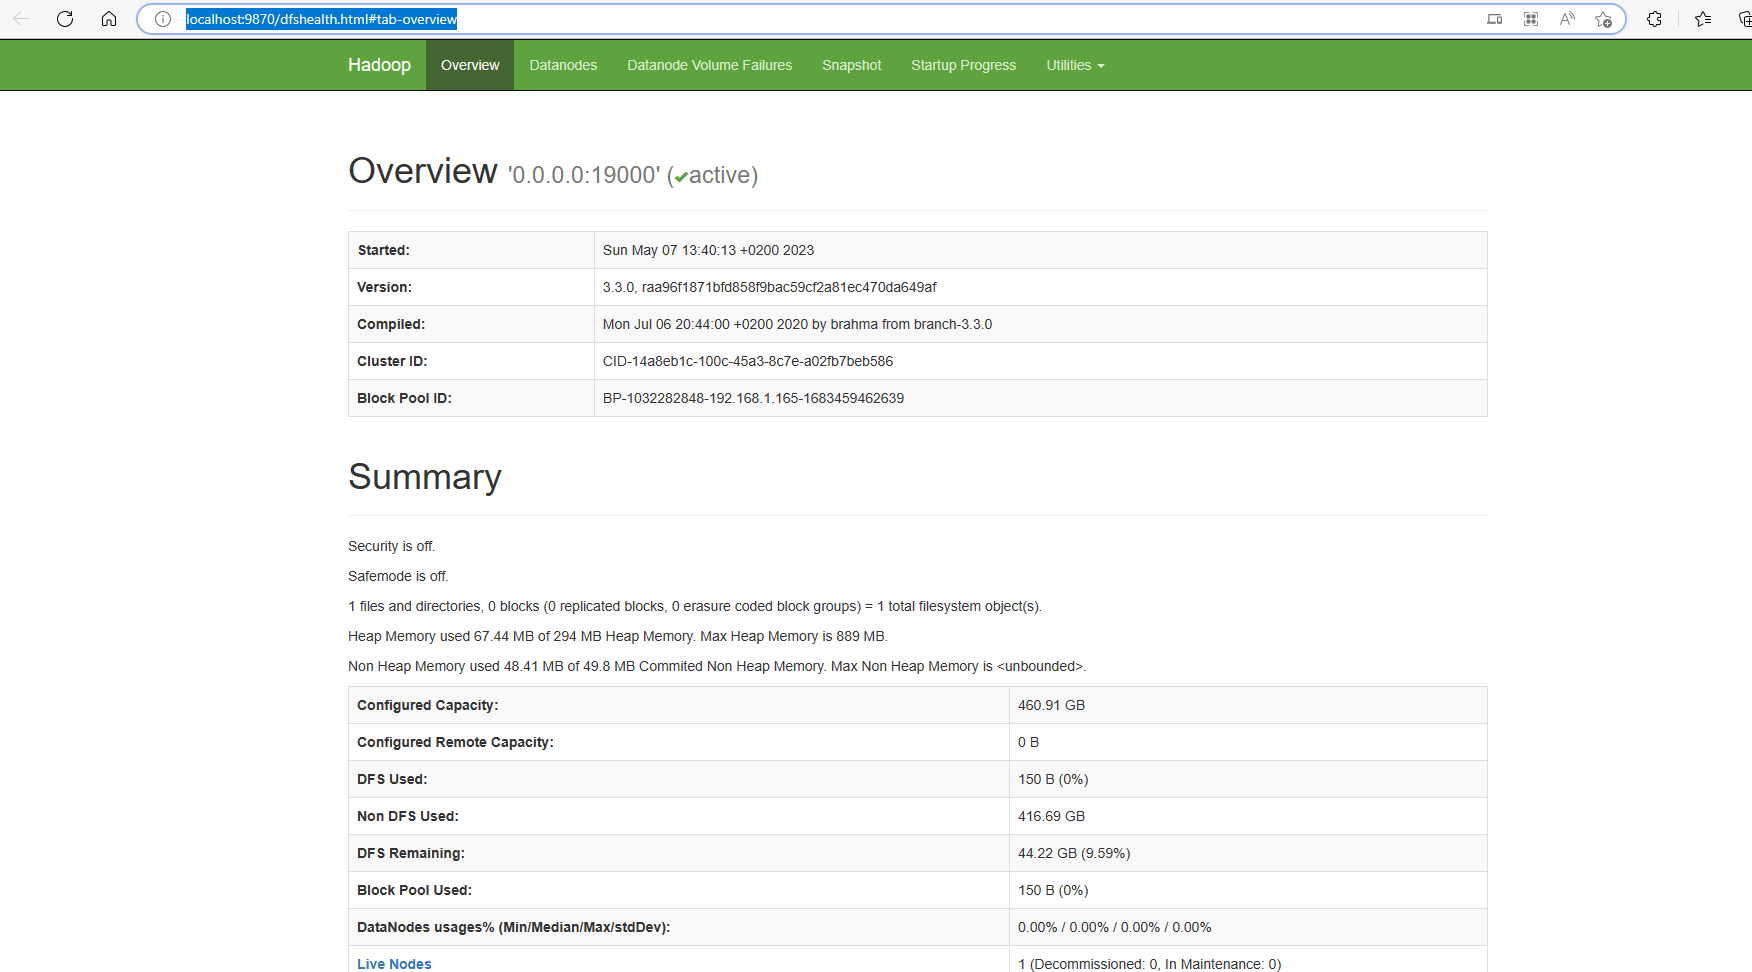 localhost:9870/dfshealth.html#tab-overview
Hadoop Overview Datanodes Datanode Volume Failures Snapshot Startup Progress Utilities
Overview '0.0.0.0:19000' (✔active)
Started: Sun May 07 13:40:13 +0200 2023
Version: 3.3.0, raa96f1871bfd858f9bac59cf2a81ec470da649af
Compiled: Mon Jul 06 20:44:00 +0200 2020 by brahma from branch-3.3.0
Cluster ID: CID-14a8eb1c-100c-45a3-8c7e-a02fb7beb586
Block Pool ID: BP-1032282848-192.168.1.165-1683459462639
Summary
Security is off.
Safemode is off.
1 files and directories, 0 blocks (0 replicated blocks, 0 erasure coded block groups) = 1 total filesystem object(s).
Heap Memory used 67.44 MB of 294 MB Heap Memory. Max Heap Memory is 889 MB.
Non Heap Memory used 48.41 MB of 49.8 MB Commited Non Heap Memory. Max Non Heap Memory is <unbounded>.
Configured Capacity: 460.91 GB
Configured Remote Capacity: 0 B
DFS Used: 150 B (0%)
Non DFS Used: 416.69 GB
DFS Remaining: 44.22 GB (9.59%)
Block Pool Used: 150 B (0%)
DataNodes usages% (Min/Median/Max/stdDev): 0.00% / 0.00% / 0.00% / 0.00%
Live Nodes 1 (Decommissioned: 0, In Maintenance: 0)